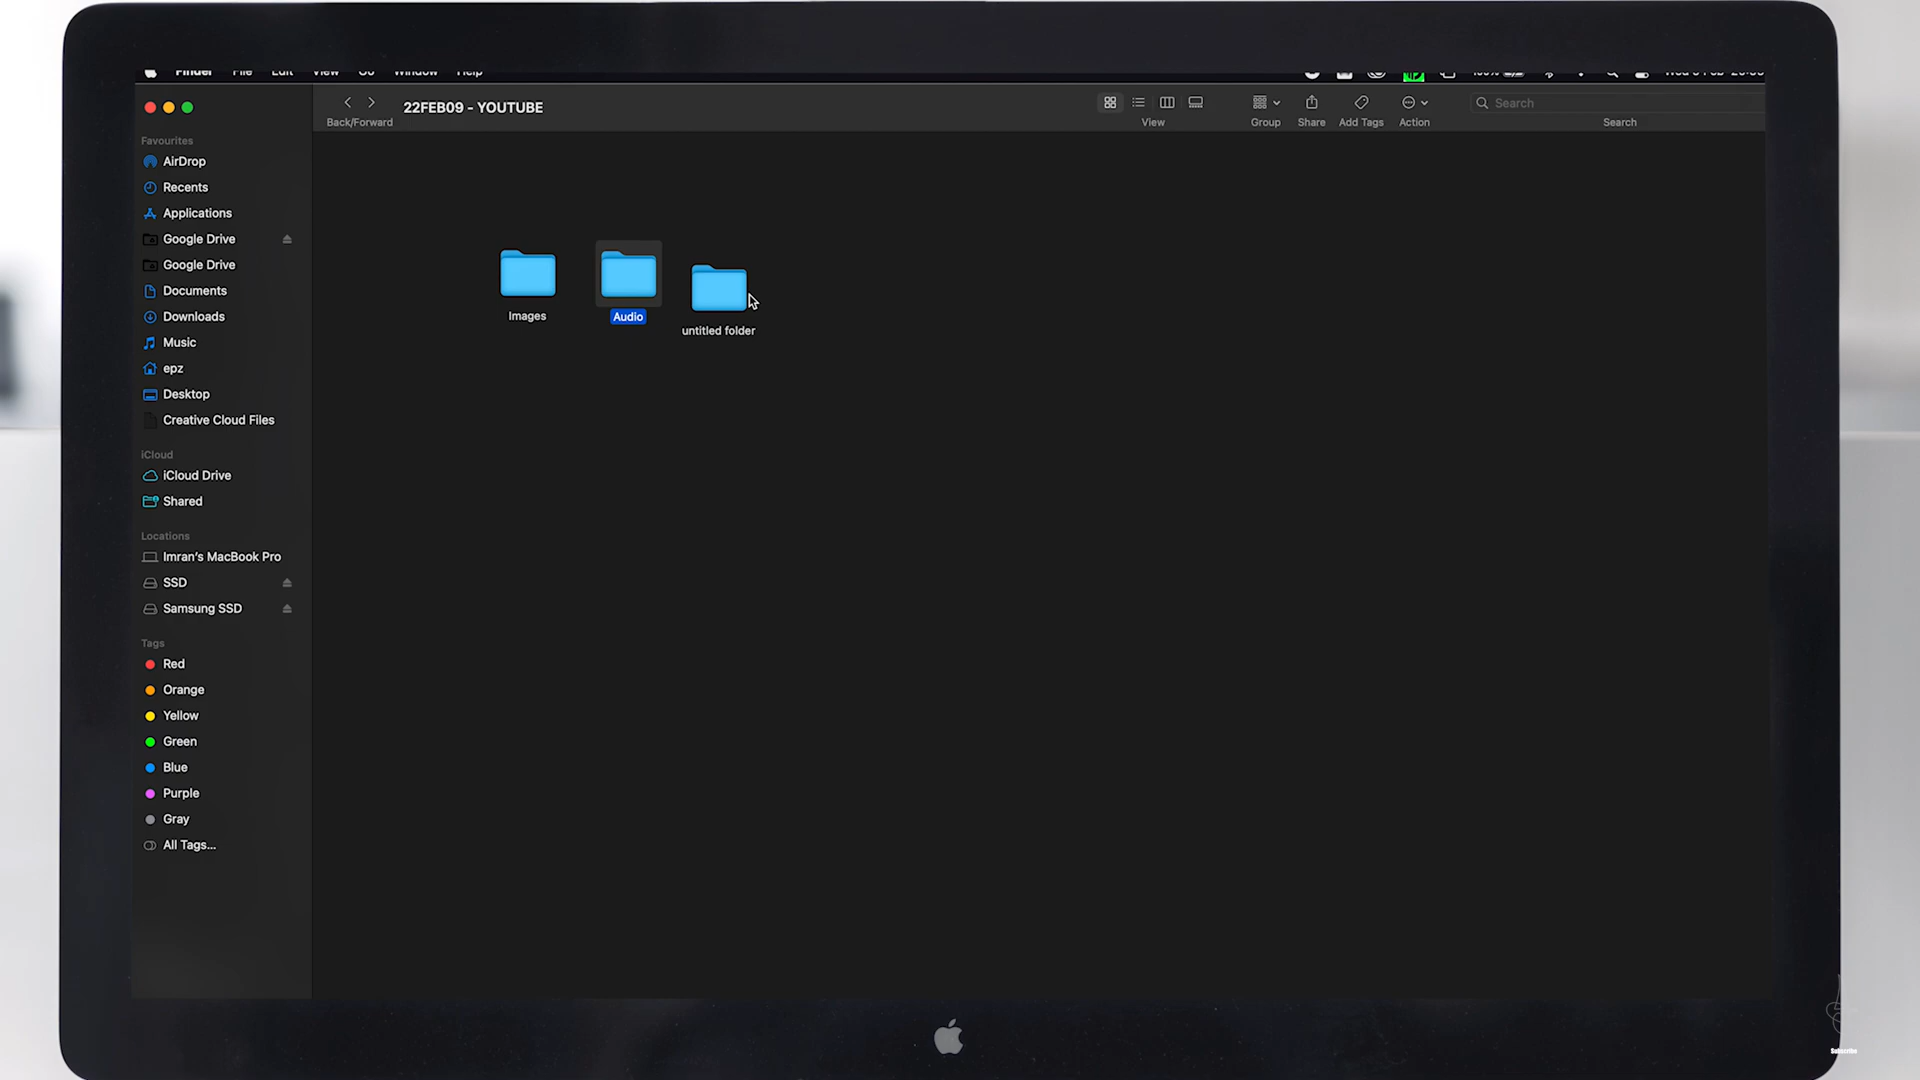 Finder File Edit View Go Window Help
22FEB09 - YOUTUBE
Back/Forward
View
Group
Share
Add Tags
Action
Search
Search
Favourites
AirDrop
Recents
Applications
Google Drive
Google Drive
Documents
Downloads
Music
epz
Desktop
Creative Cloud Files
iCloud
iCloud Drive
Shared
Locations
Imran's MacBook Pro
SSD
Samsung SSD
Tags
Red
Orange
Yellow
Green
Blue
Purple
Gray
All Tags...
Images
Audio
untitled folder
Subscribe